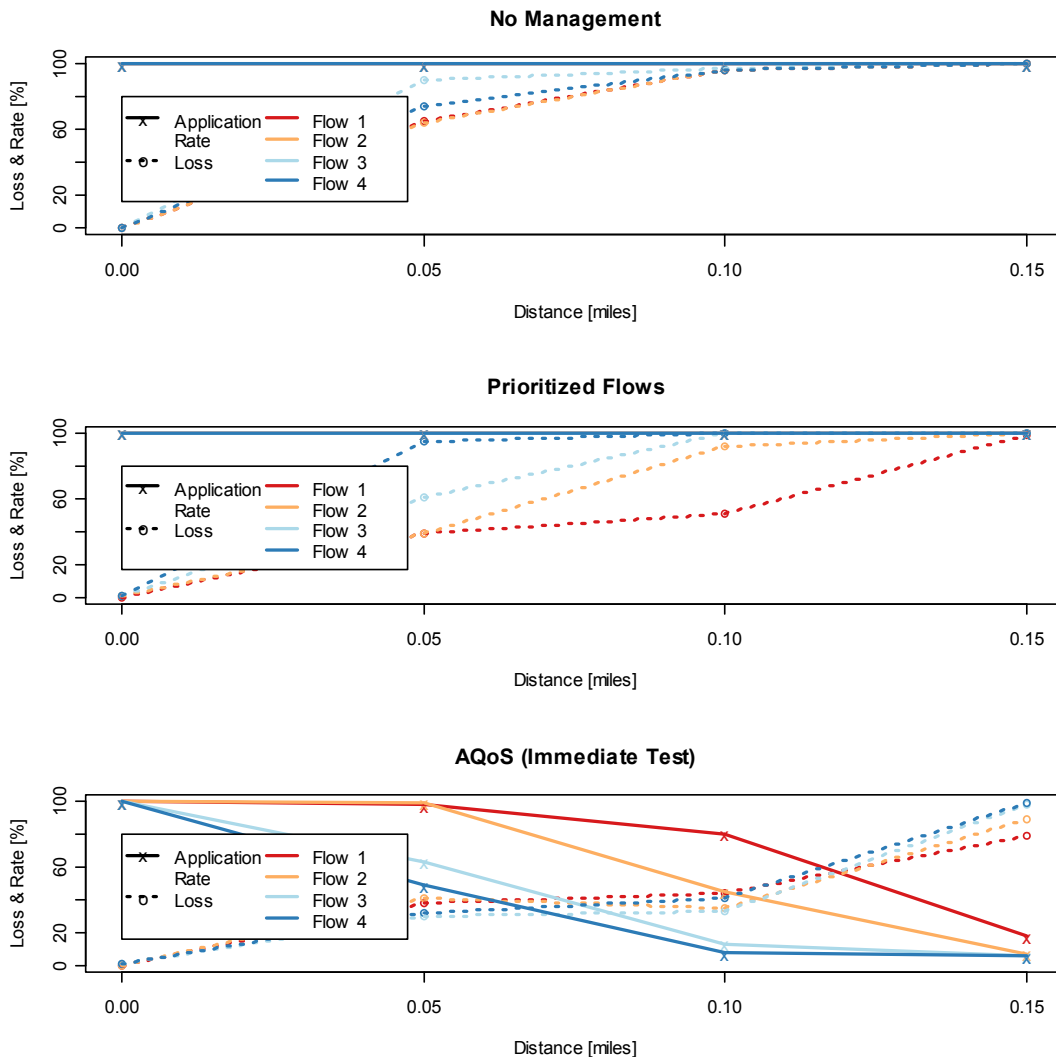 No Management
Loss & Rate [%]
100
60
20
0
x Application Flow 1
Rate Flow 2
Loss Flow 3
Flow 4
0.00 0.05 0.10 0.15
Distance [miles]
Prioritized Flows
Loss & Rate [%]
100
60
20
0
x Application Flow 1
Rate Flow 2
Loss Flow 3
Flow 4
0.00 0.05 0.10 0.15
Distance [miles]
AQoS (Immediate Test)
Loss & Rate [%]
100
60
20
0
x Application Flow 1
Rate Flow 2
Loss Flow 3
Flow 4
0.00 0.05 0.10 0.15
Distance [miles]